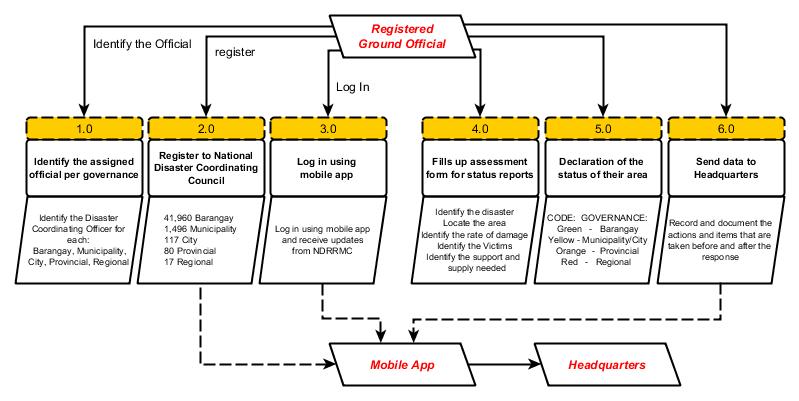 Registered
Ground Official
Identify the Official
register
Log In
1.0
Identify the assigned
official per governance
Identify the Disaster
Coordinating Officer for
each:
Barangay, Municipality,
City, Provincial, Regional
2.0
Register to National
Disaster Coordinating
Council
41,960 Barangay
1,496 Municipality
117 City
80 Provincial
17 Regional
3.0
Log in using
mobile app
Log in using mobile app
and receive updates
from NDRRMC
4.0
Fills up assessment
form for status reports
Identify the disaster
Locate the area
Identify the rate of damage
Identify the Victims
Identify the support and
supply needed
5.0
Declaration of the
status of their area
CODE: GOVERNANCE:
Green - Barangay
Yellow - Municipality/City
Orange - Provincial
Red - Regional
6.0
Send data to
Headquarters
Record and document the
actions and items that are
taken before and after the
response
Mobile App
Headquarters